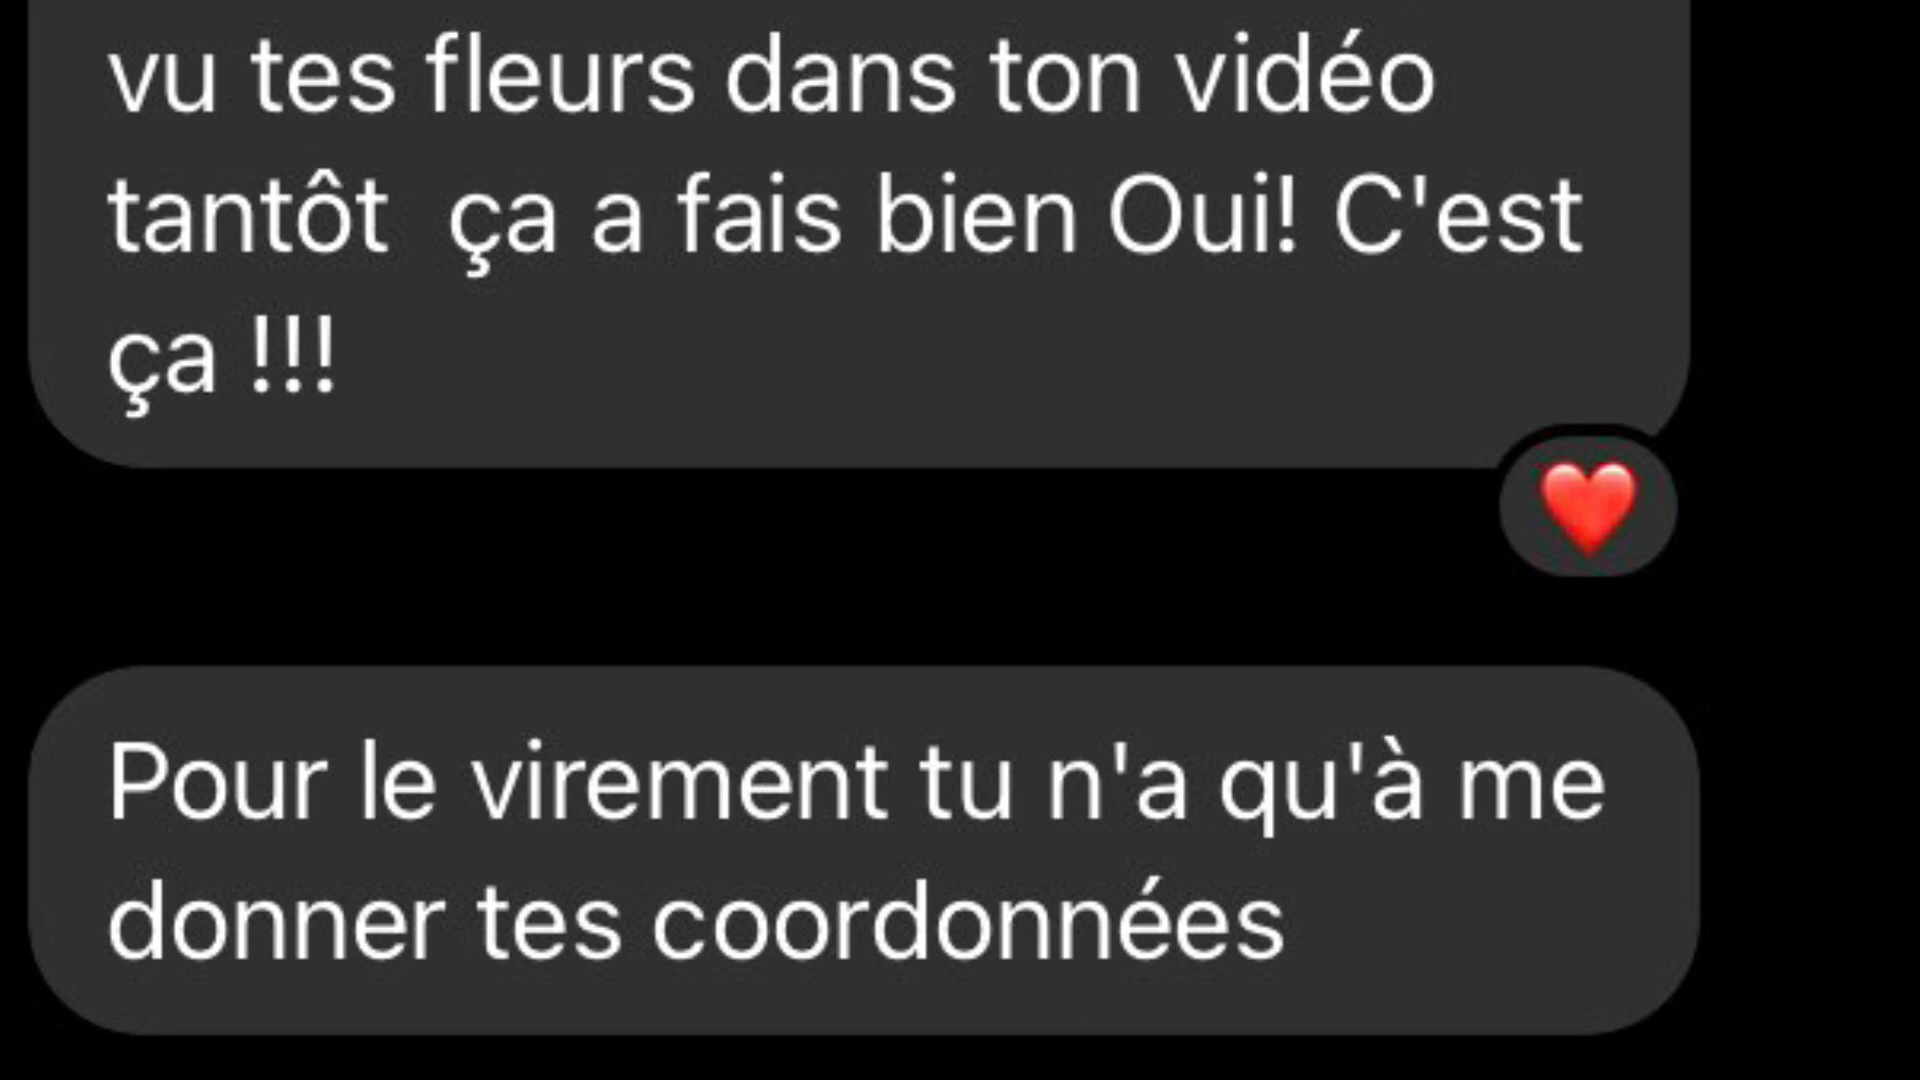 vu tes fleurs dans ton vidéo
tantôt  ça a fais bien Oui! C'est
ça !!!
Pour le virement tu n'a qu'à me
donner tes coordonnées